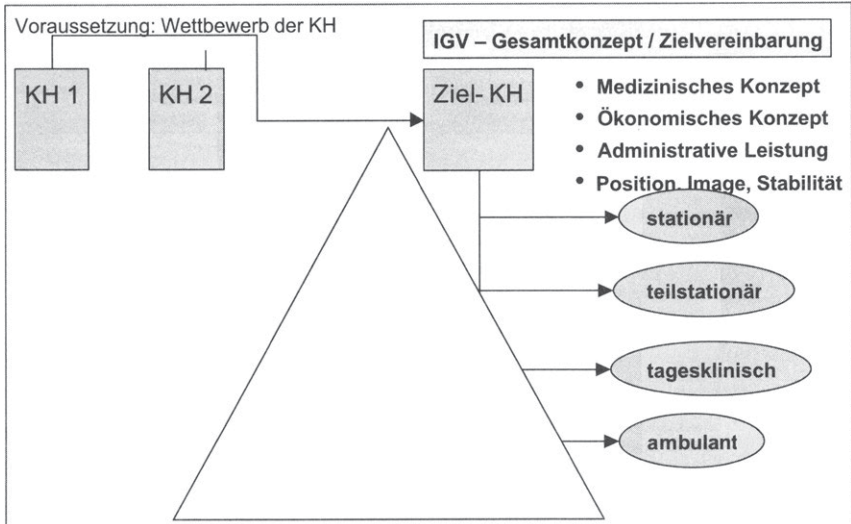 Voraussetzung: Wettbewerb der KH
IGV – Gesamtkonzept / Zielvereinbarung
KH 1
KH 2
Ziel- KH
• Medizinisches Konzept
• Ökonomisches Konzept
• Administrative Leistung
• Position, Image, Stabilität
stationär
teilstationär
tagesklinisch
ambulant